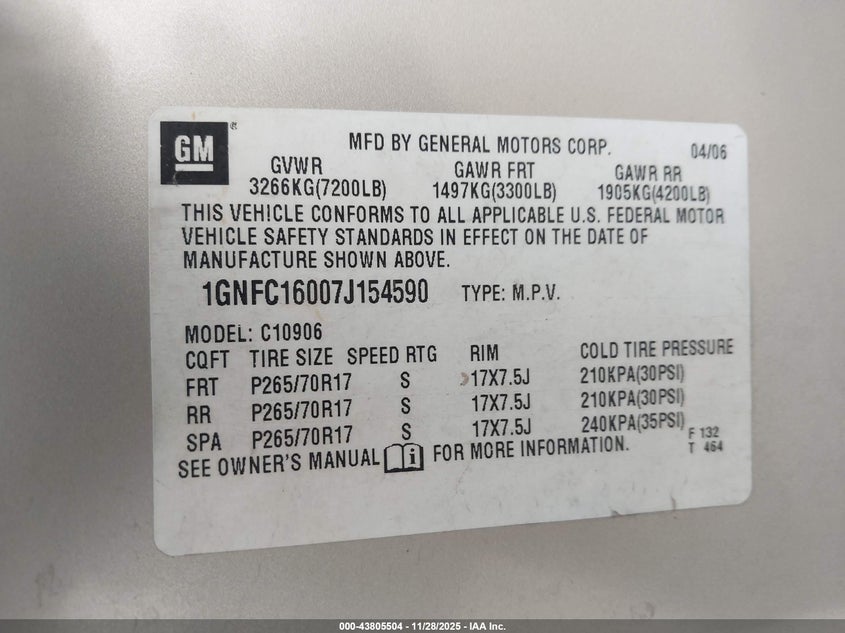 GM
MFD BY GENERAL MOTORS CORP. 04/06
GVWR GAWR FRT GAWR RR
3266KG(7200LB) 1497KG(3300LB) 1905KG(4200LB)
THIS VEHICLE CONFORMS TO ALL APPLICABLE U.S. FEDERAL MOTOR
VEHICLE SAFETY STANDARDS IN EFFECT ON THE DATE OF
MANUFACTURE SHOWN ABOVE.
1GNFC16007J154590 TYPE: M.P.V.
MODEL: C10906
CQFT TIRE SIZE SPEED RTG RIM COLD TIRE PRESSURE
FRT P265/70R17 S 17X7.5J 210KPA(30PSI)
RR P265/70R17 S 17X7.5J 210KPA(30PSI)
SPA P265/70R17 S 17X7.5J 240KPA(35PSI)
F 132
T 464
SEE OWNER'S MANUAL i FOR MORE INFORMATION.
000-43805504 | 11/28/2025 - IAA Inc.